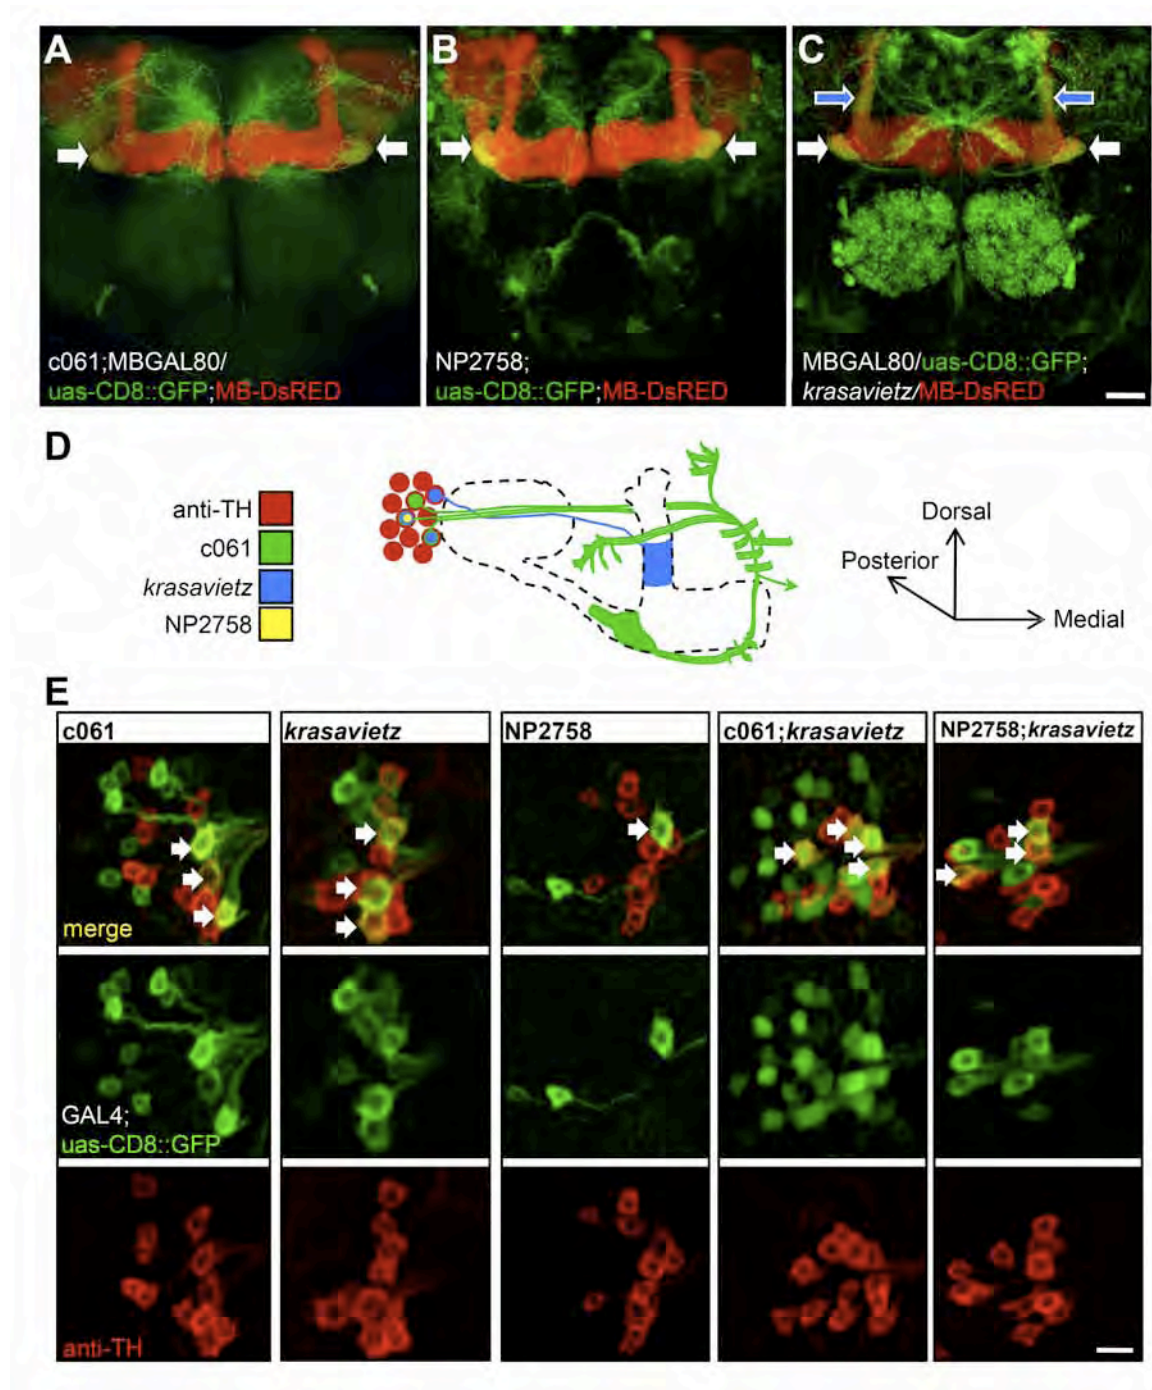 A
c061;MBGAL80/
uas-CD8::GFP;MB-DsRED
B
NP2758;
uas-CD8::GFP;MB-DsRED
C
MBGAL80/uas-CD8::GFP;
krasavietz/MB-DsRED
D
anti-TH
c061
krasavietz
NP2758
Dorsal
Posterior
Medial
E
c061
krasavietz
NP2758
c061;krasavietz
NP2758;krasavietz
merge
GAL4;
uas-CD8::GFP
anti-TH